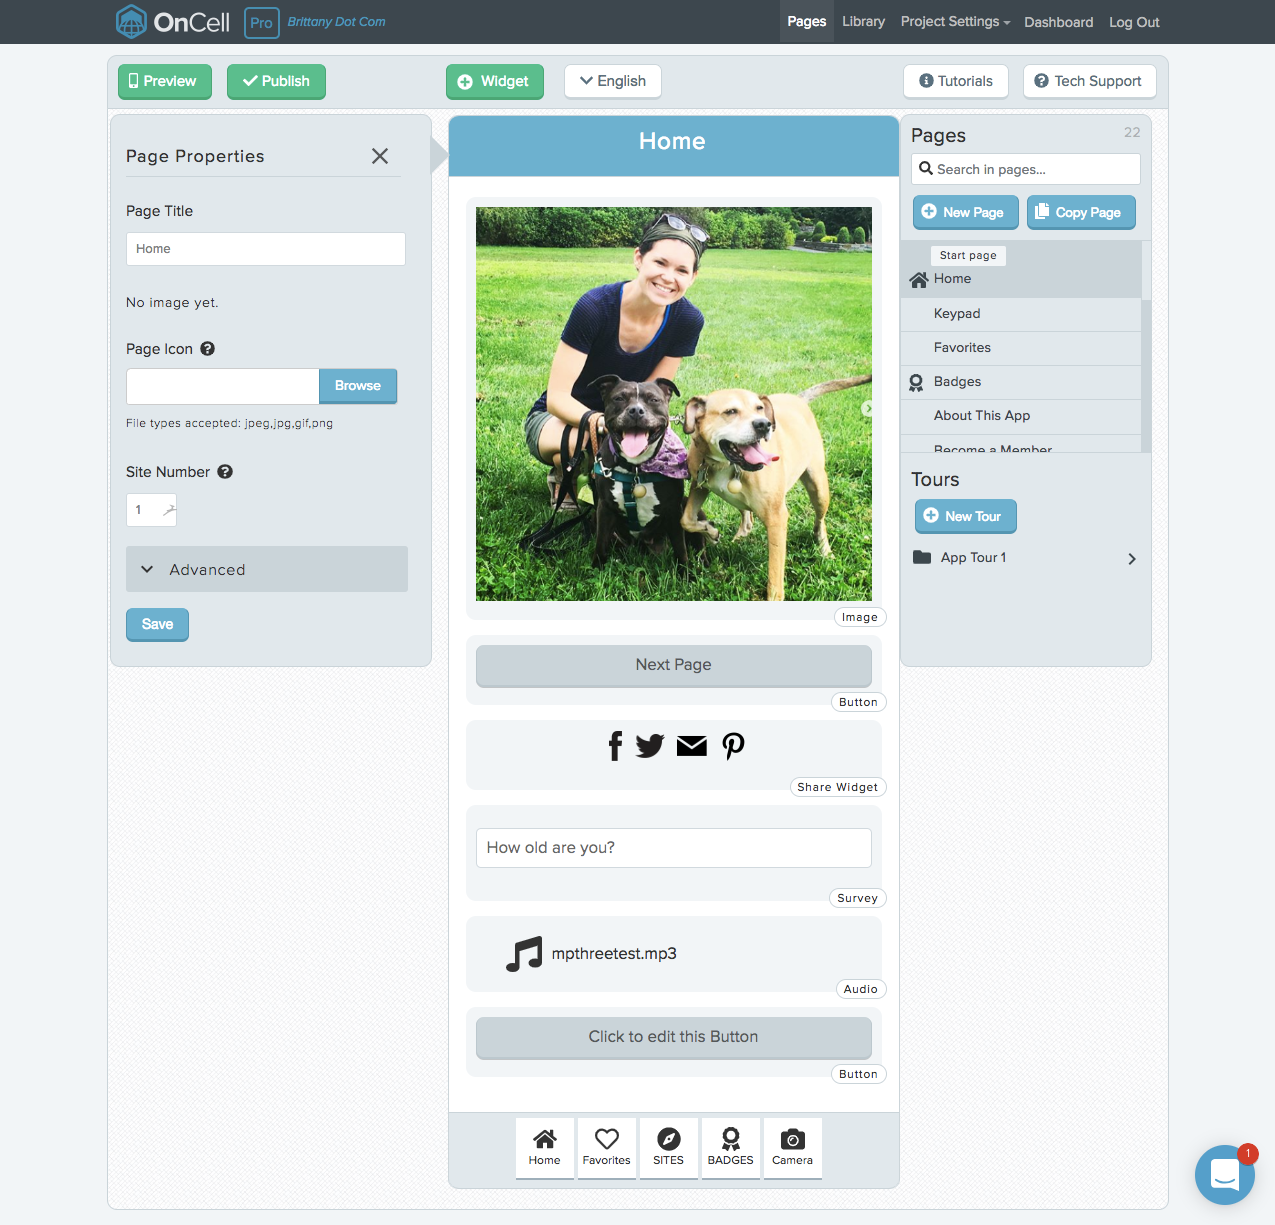 OnCell Pro Brittany Dot Com Pages Library Project Settings Dashboard Log Out
Preview Publish Widget English Tutorials Tech Support
Page Properties
Page Title
Home
No image yet.
Page Icon
Browse
File types accepted: jpeg,jpg,gif,png
Site Number
1
Advanced
Save
Home
Image
Next Page
Button
Share Widget
How old are you?
Survey
mpthreetest.mp3
Audio
Click to edit this Button
Button
Home Favorites SITES BADGES Camera
Pages 22
Search in pages...
New Page Copy Page
Start page
Home
Keypad
Favorites
Badges
About This App
Become a Member
Tours
New Tour
App Tour 1
1